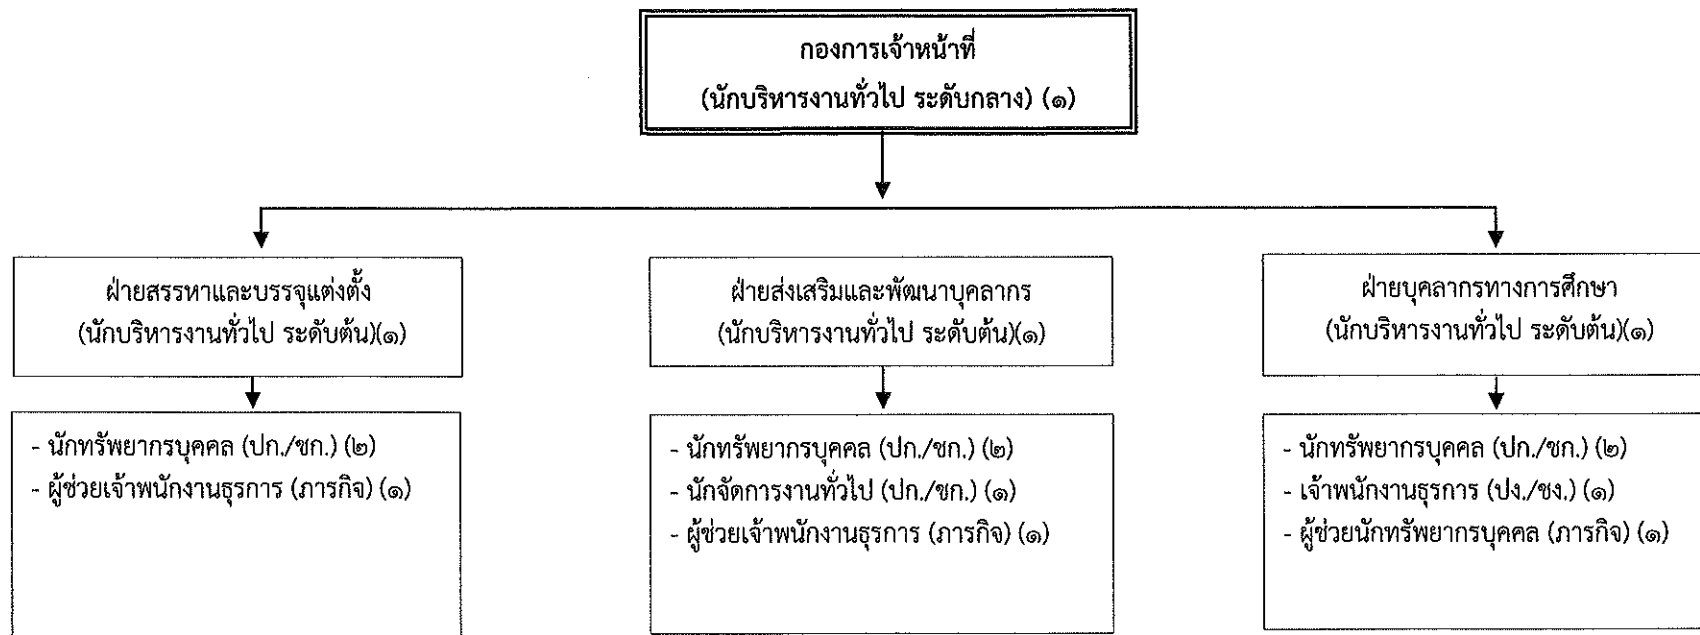 กองการเจ้าหน้าที่
(นักบริหารงานทั่วไป ระดับกลาง) (๑)
ฝ่ายสรรหาและบรรจุแต่งตั้ง
(นักบริหารงานทั่วไป ระดับต้น)(๑)
- นักทรัพยากรบุคคล (ปก./ชก.) (๒)
- ผู้ช่วยเจ้าพนักงานธุรการ (ภารกิจ) (๑)
ฝ่ายส่งเสริมและพัฒนาบุคลากร
(นักบริหารงานทั่วไป ระดับต้น)(๑)
- นักทรัพยากรบุคคล (ปก./ชก.) (๒)
- นักจัดการงานทั่วไป (ปก./ชก.) (๑)
- ผู้ช่วยเจ้าพนักงานธุรการ (ภารกิจ) (๑)
ฝ่ายบุคลากรทางการศึกษา
(นักบริหารงานทั่วไป ระดับต้น)(๑)
- นักทรัพยากรบุคคล (ปก./ชก.) (๒)
- เจ้าพนักงานธุรการ (ปง./ชง.) (๑)
- ผู้ช่วยนักทรัพยากรบุคคล (ภารกิจ) (๑)